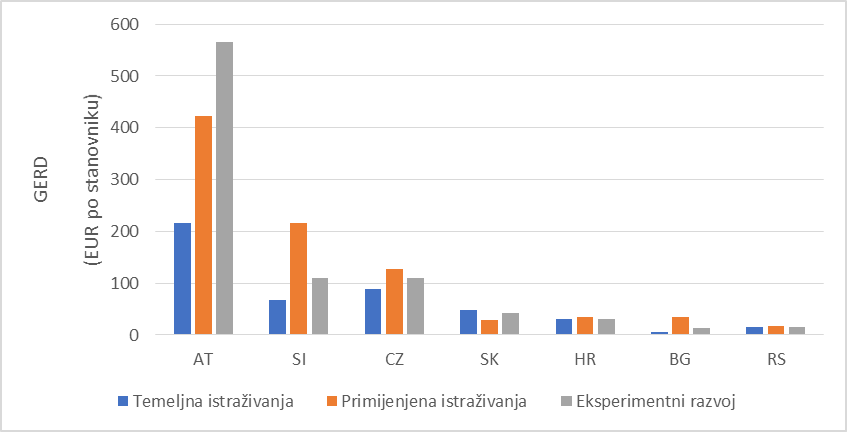 GERD
(EUR po stanovniku)
600
500
400
300
200
100
0
AT SI CZ SK HR BG RS
Temeljna istraživanja Primijenjena istraživanja Eksperimentni razvoj